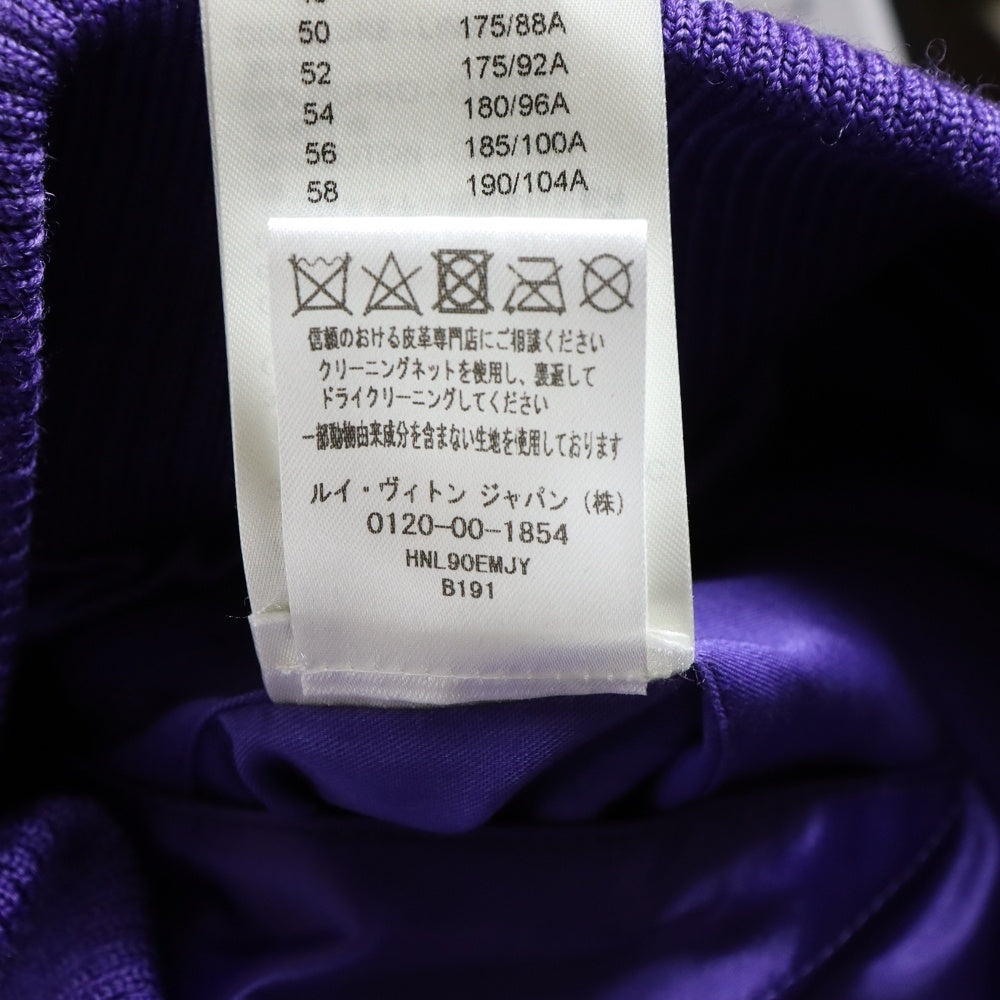 50 175/88A
52 175/92A
54 180/96A
56 185/100A
58 190/104A
信頼のおける皮革専門店にご相談ください
クリーニングネットを使用し、裏返して
ドライクリーニングしてください
一部動物由来成分を含まない生地を使用しております
ルイ・ヴィトン ジャパン（株）
0120-00-1854
HNL90EMJY
B191